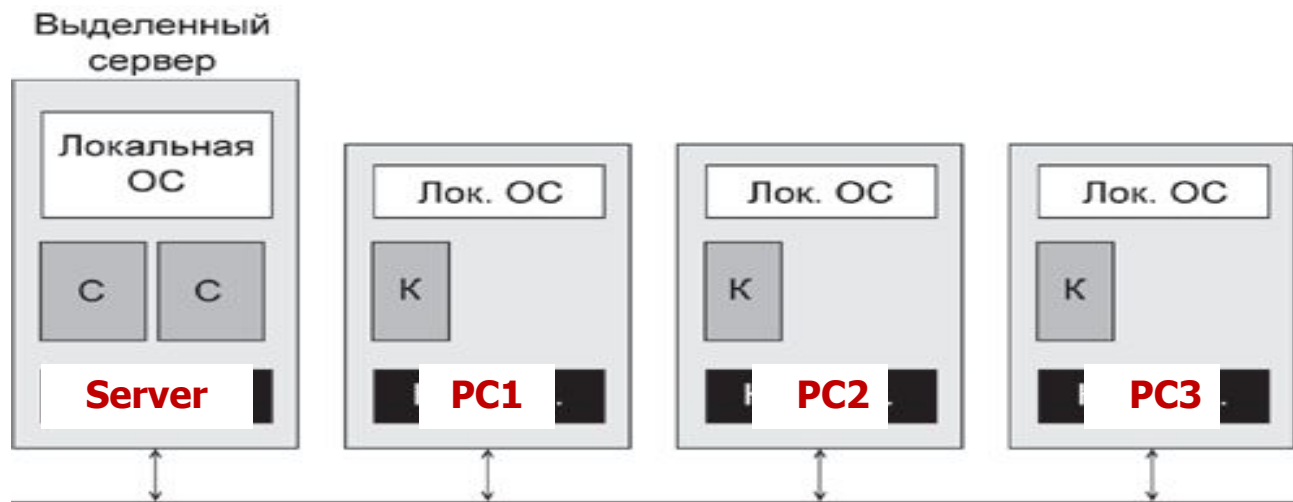 Выделенный
сервер
Локальная
ОС
С С
Server
Лок. ОС
К
PC1
Лок. ОС
К
PC2
Лок. ОС
К
PC3